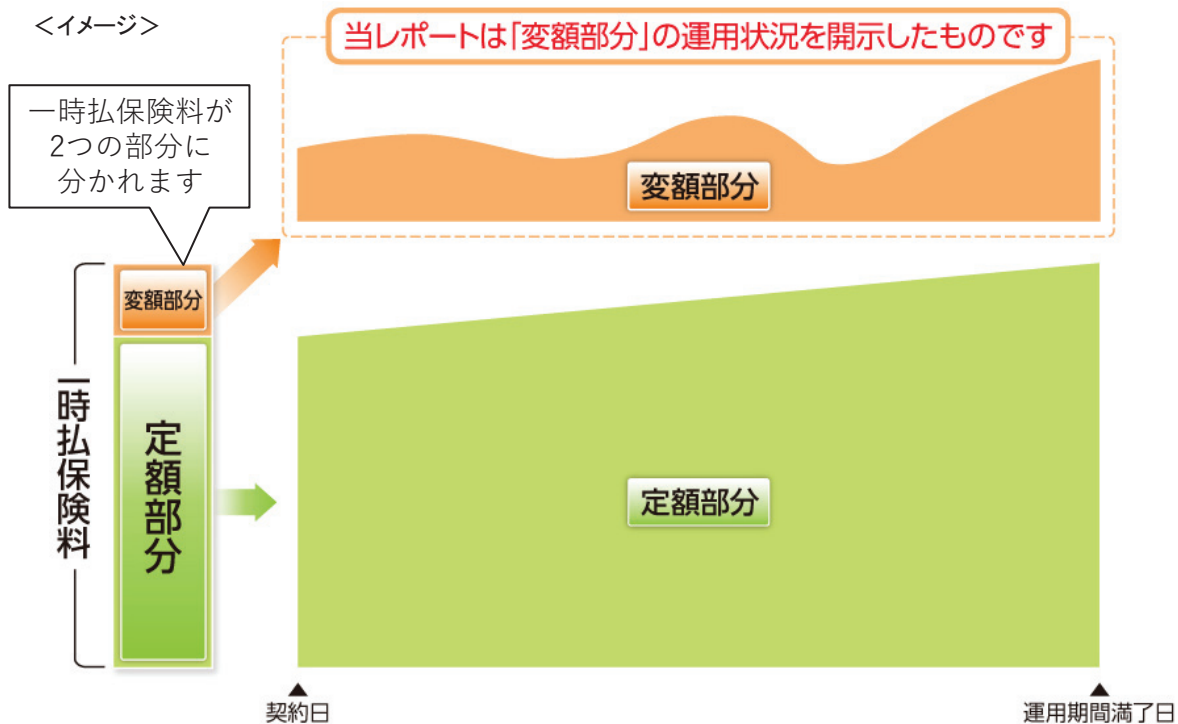 ＜イメージ＞
当レポートは「変額部分」の運用状況を開示したものです
一時払保険料が
2つの部分に
分かれます
変額部分
変額部分
一時払保険料
定額部分
定額部分
契約日
運用期間満了日